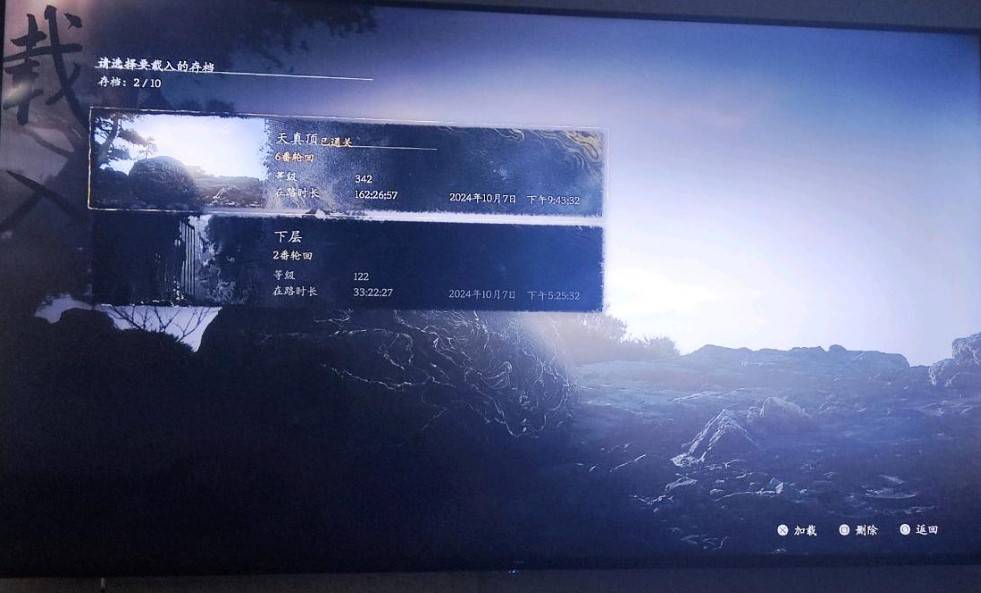 载入
请选择要载入的存档
存档：2/10
天真顶 已通关
6番轮回
等级 342
在路时长 162:26:57 2024年10月7日 下午9:43:32
下层
2番轮回
等級 122
在路时长 33:22:27 2024年10月7日 下午5:25:32
加载 删除 返回